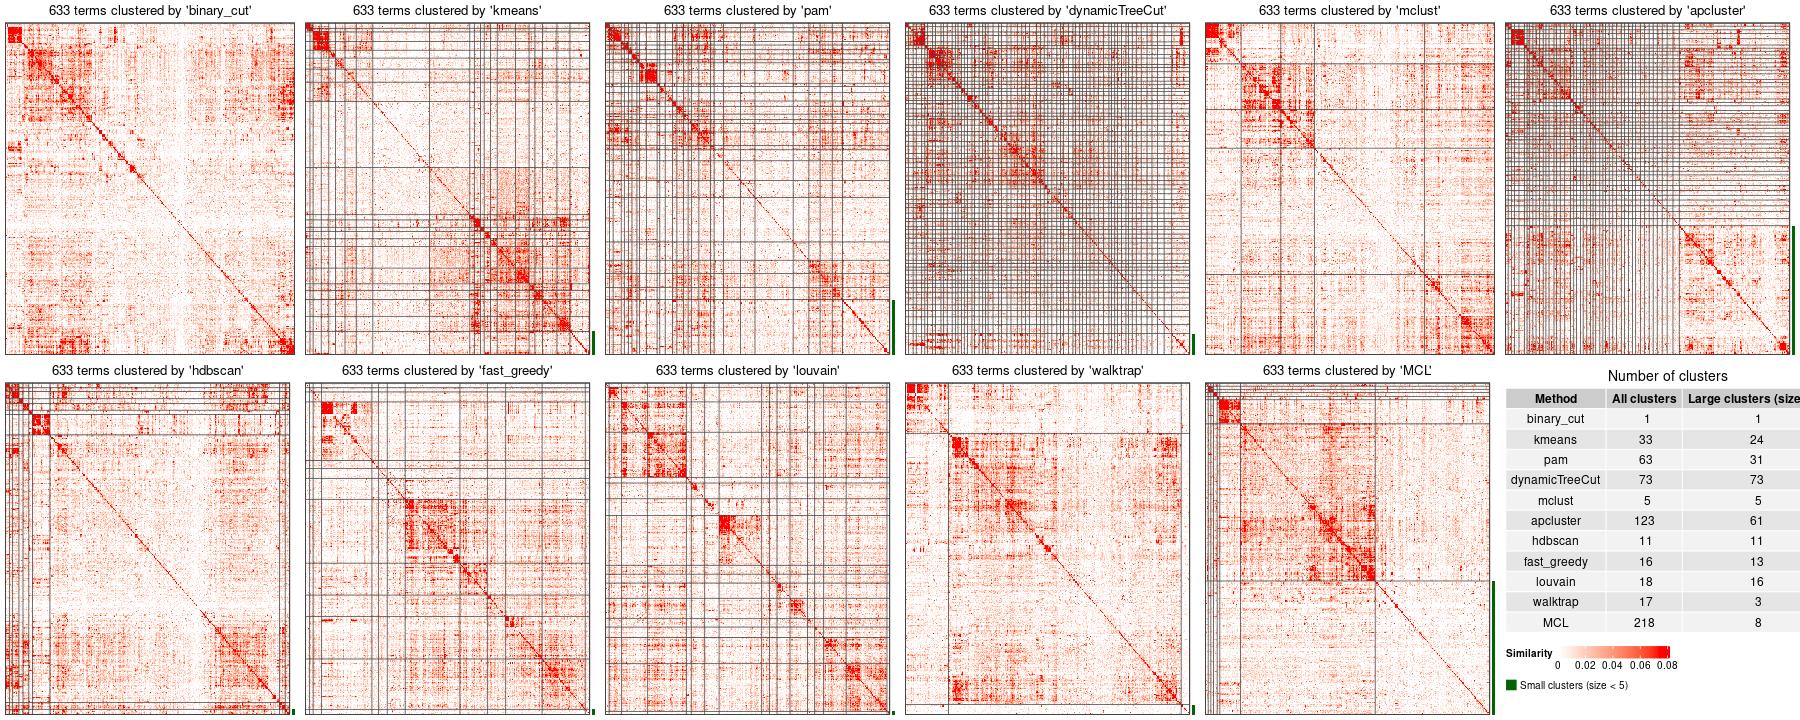 633 terms clustered by 'binary_cut'
633 terms clustered by 'kmeans'
633 terms clustered by 'pam'
633 terms clustered by 'dynamicTreeCut'
633 terms clustered by 'mclust'
633 terms clustered by 'apcluster'
633 terms clustered by 'hdbscan'
633 terms clustered by 'fast_greedy'
633 terms clustered by 'louvain'
633 terms clustered by 'walktrap'
633 terms clustered by 'MCL'
Number of clusters
Method All clusters Large clusters (size
binary_cut 1 1
kmeans 33 24
pam 63 31
dynamicTreeCut 73 73
mclust 5 5
apcluster 123 61
hdbscan 11 11
fast_greedy 16 13
louvain 18 16
walktrap 17 3
MCL 218 8
Similarity
0 0.02 0.04 0.06 0.08
Small clusters (size < 5)